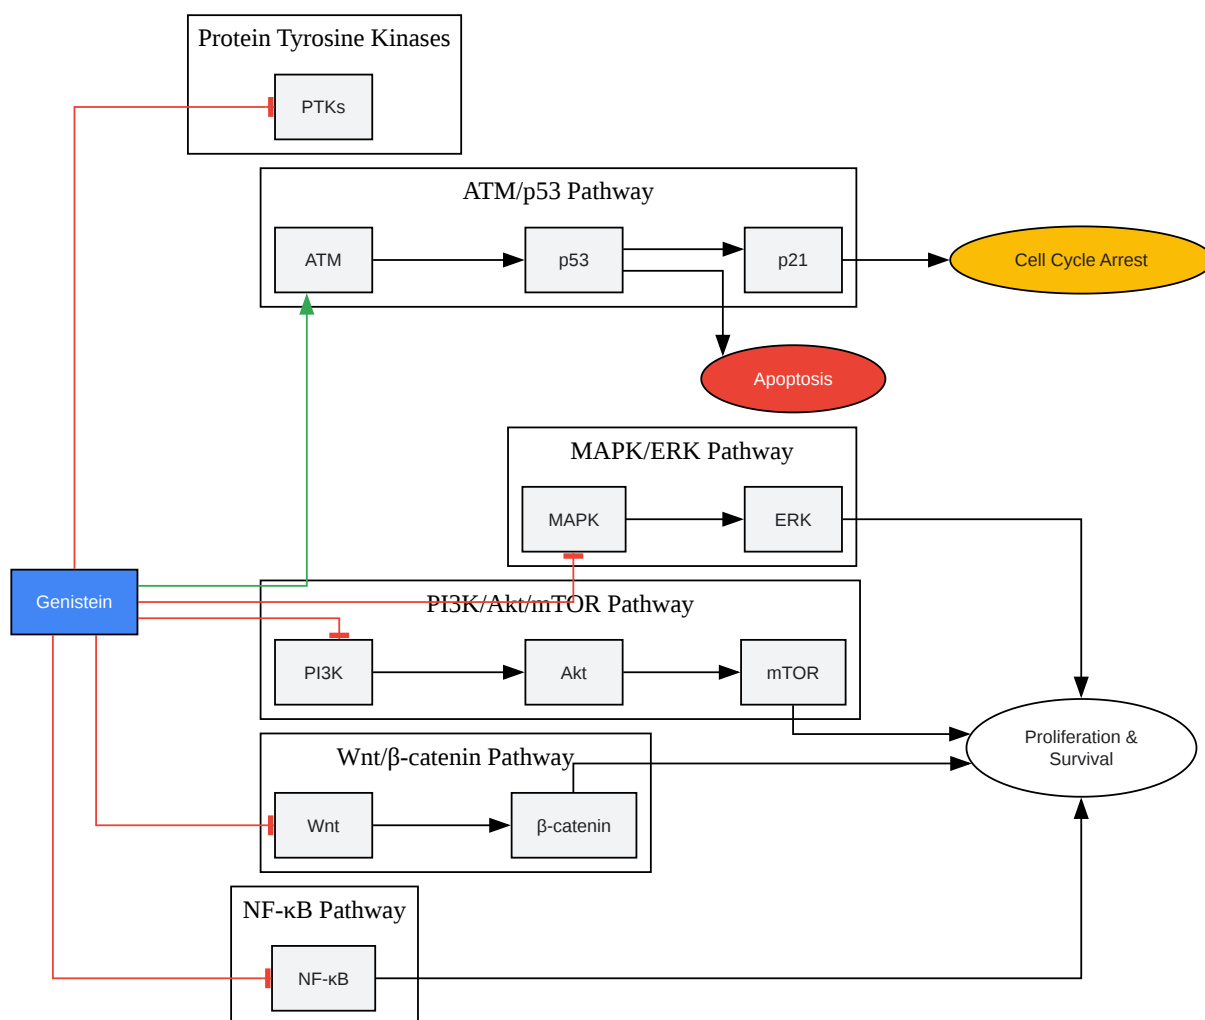 Protein Tyrosine Kinases
PTKs
ATM/p53 Pathway
ATM
p53
p21
Cell Cycle Arrest
Apoptosis
MAPK/ERK Pathway
MAPK
ERK
Genistein
PI3K/Akt/mTOR Pathway
PI3K
Akt
mTOR
Proliferation &
Survival
Wnt/β-catenin Pathway
Wnt
β-catenin
NF-κB Pathway
NF-κB